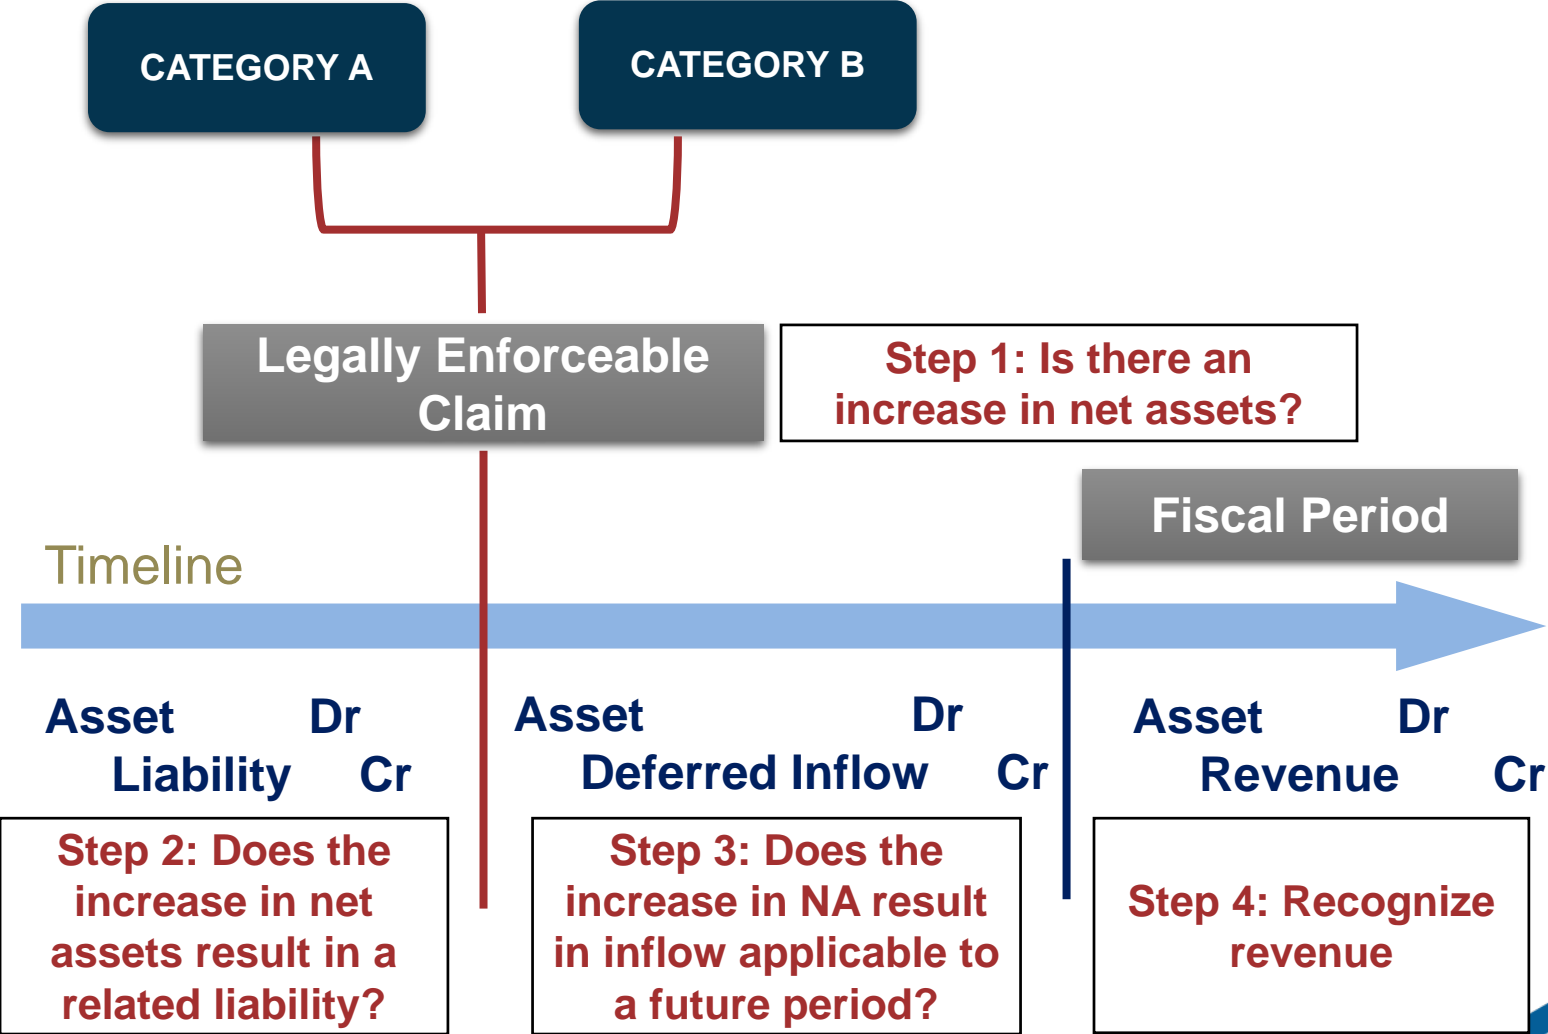 CATEGORY A
CATEGORY B
Legally Enforceable
Claim
Step 1: Is there an
increase in net assets?
Fiscal Period
Timeline
Asset Dr
Liability Cr
Asset Dr
Deferred Inflow Cr
Asset Dr
Revenue Cr
Step 2: Does the
increase in net
assets result in a
related liability?
Step 3: Does the
increase in NA result
in inflow applicable to
a future period?
Step 4: Recognize
revenue